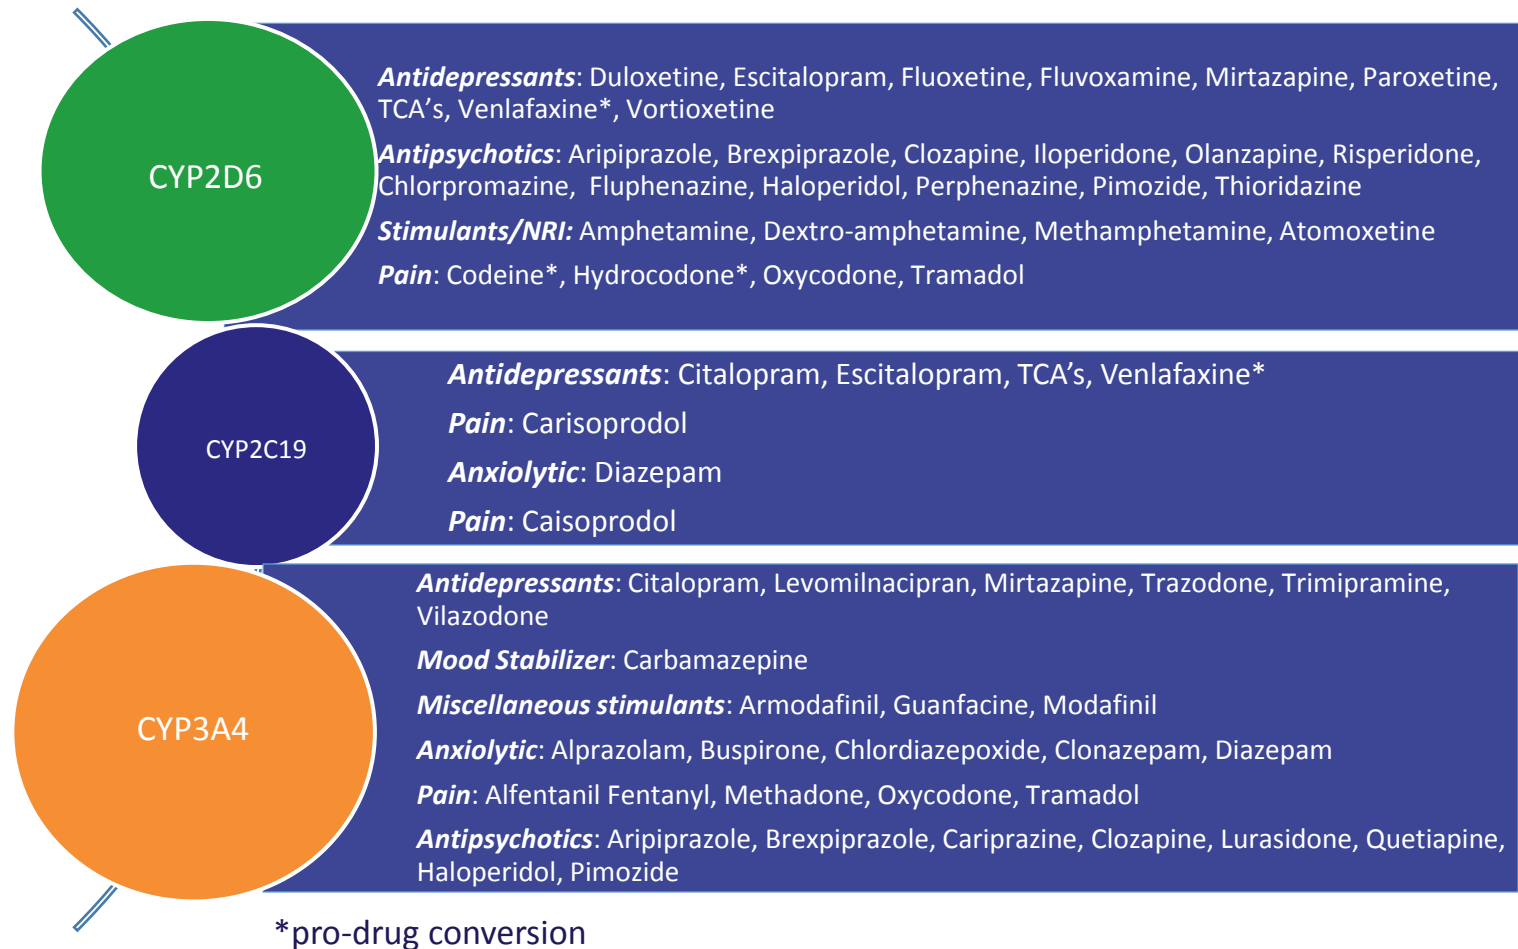 CYP2D6
Antidepressants: Duloxetine, Escitalopram, Fluoxetine, Fluvoxamine, Mirtazapine, Paroxetine,
TCA's, Venlafaxine*, Vortioxetine
Antipsychotics: Aripiprazole, Brexpiprazole, Clozapine, Iloperidone, Olanzapine, Risperidone,
Chlorpromazine, Fluphenazine, Haloperidol, Perphenazine, Pimozide, Thioridazine
Stimulants/NRI: Amphetamine, Dextro-amphetamine, Methamphetamine, Atomoxetine
Pain: Codeine*, Hydrocodone*, Oxycodone, Tramadol
CYP2C19
Antidepressants: Citalopram, Escitalopram, TCA's, Venlafaxine*
Pain: Carisoprodol
Anxiolytic: Diazepam
Pain: Caisoprodol
CYP3A4
Antidepressants: Citalopram, Levomilnacipran, Mirtazapine, Trazodone, Trimipramine,
Vilazodone
Mood Stabilizer: Carbamazepine
Miscellaneous stimulants: Armodafinil, Guanfacine, Modafinil
Anxiolytic: Alprazolam, Buspirone, Chlordiazepoxide, Clonazepam, Diazepam
Pain: Alfentanil Fentanyl, Methadone, Oxycodone, Tramadol
Antipsychotics: Aripiprazole, Brexpiprazole, Cariprazine, Clozapine, Lurasidone, Quetiapine,
Haloperidol, Pimozide
*pro-drug conversion